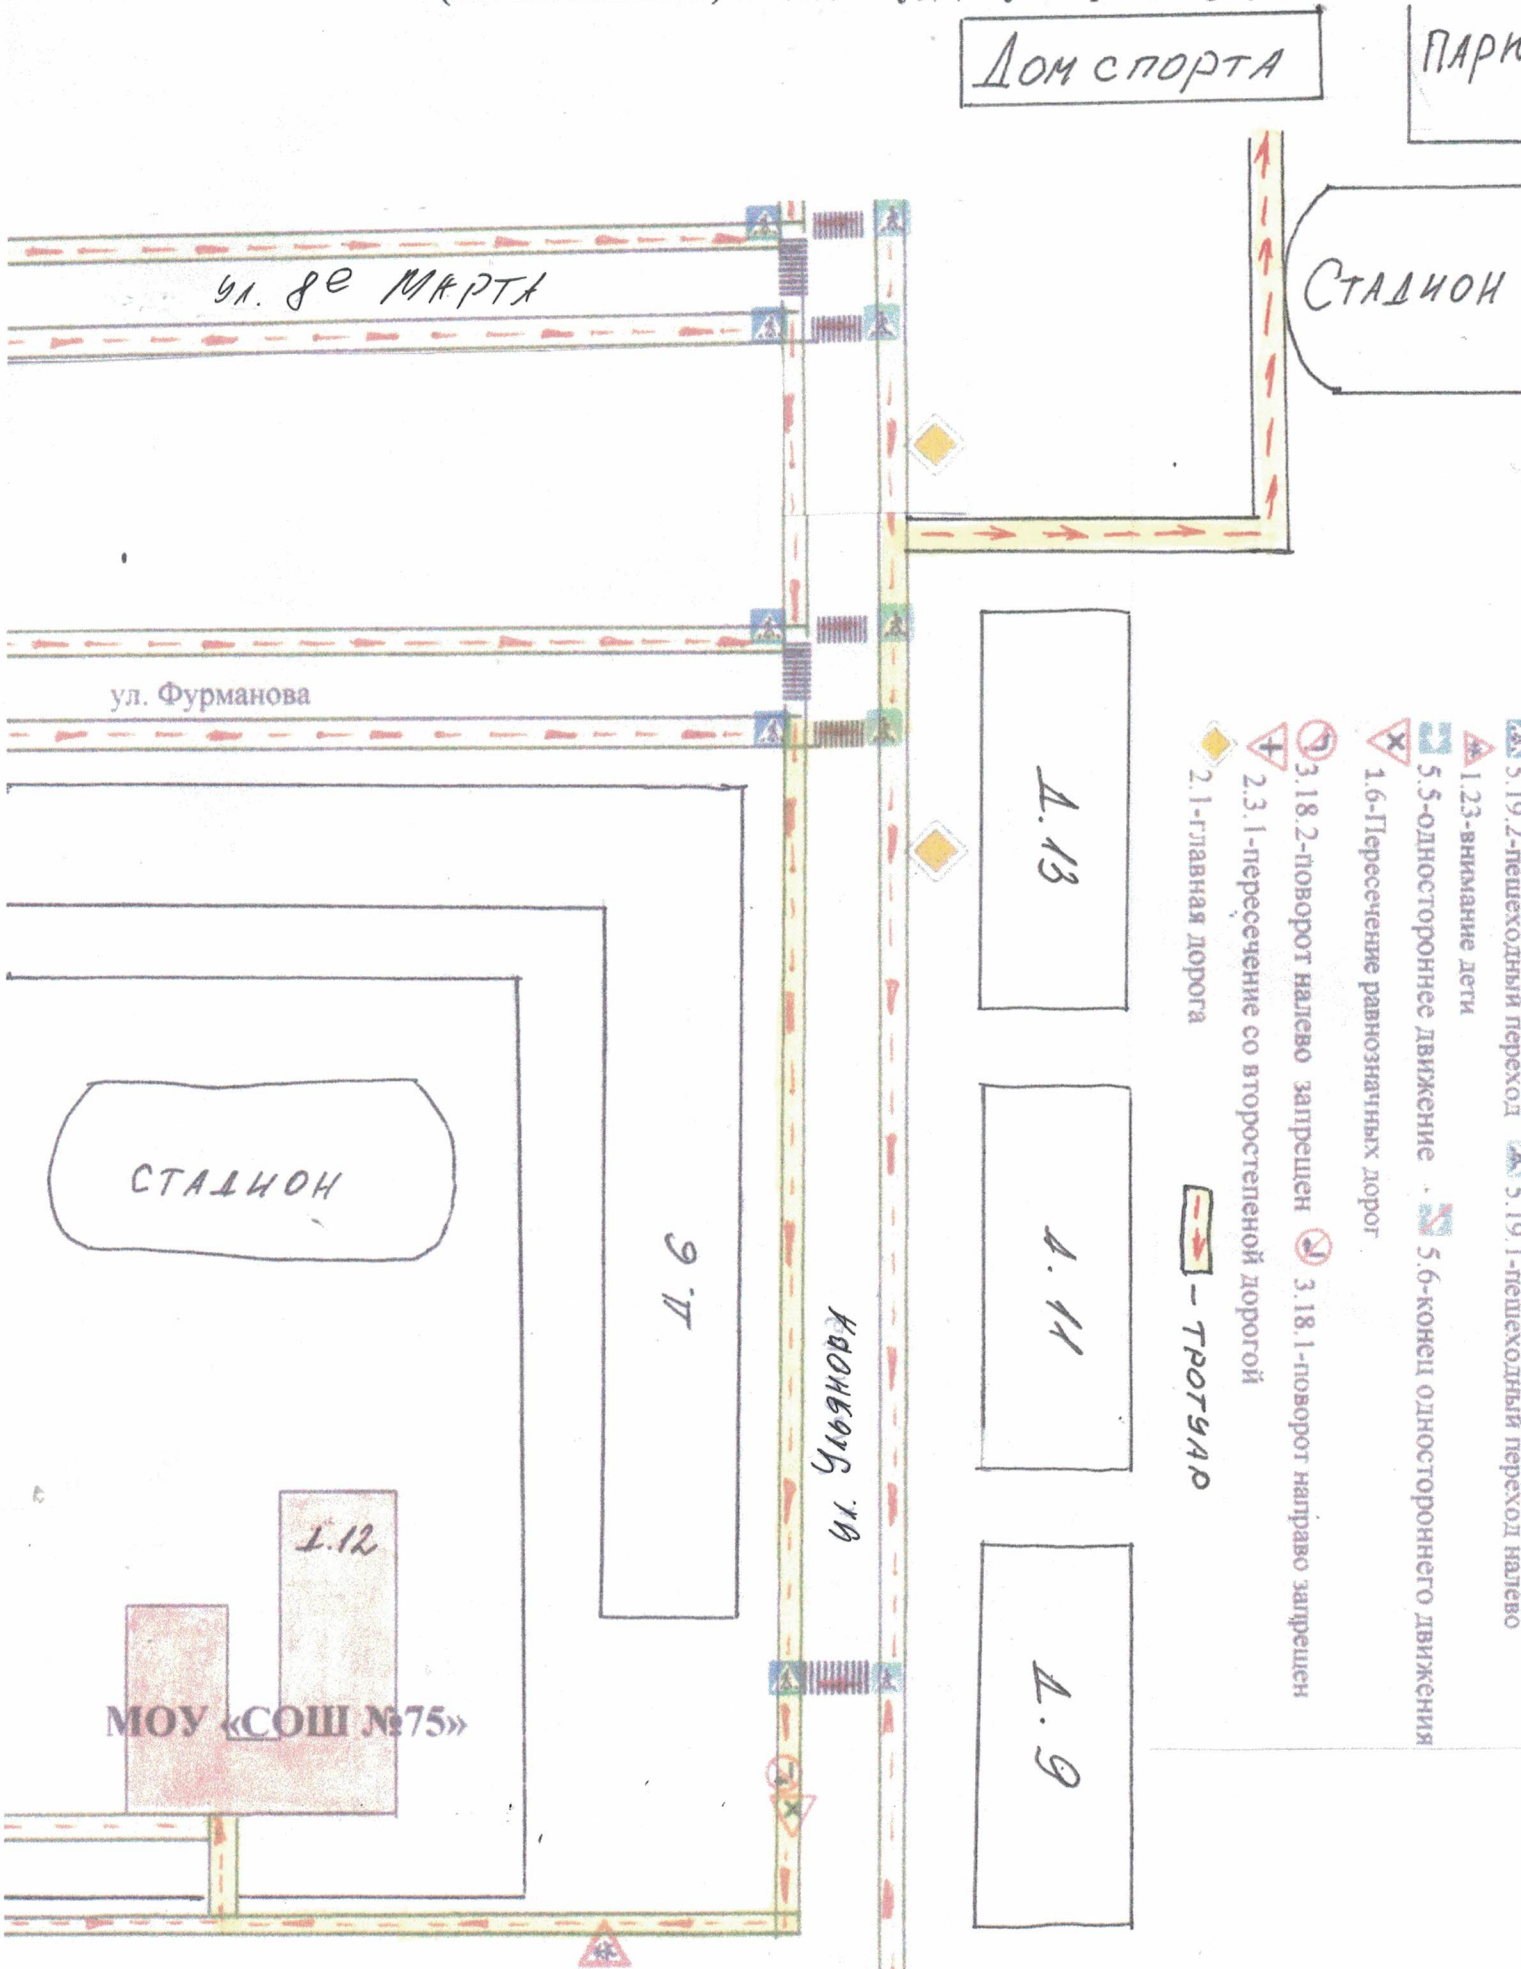 Дом спорта
ПАРК
Стадион
ул. 8е Марта
ул. Фурманова
5.19.2-пешеходный переход 5.19.1-пешеходный переход налево
1.23-внимание дети
5.5-одностороннее движение 5.6-конец одностороннего движения
1.6-Пересечение равнозначных дорог
3.18.2-поворот налево запрещен 3.18.1-поворот направо запрещен
2.3.1-пересечение со второстепеной дорогой
2.1-главная дорога
- ТРОТУАР
Д.13
Д.11
Д.9
Д.6
СТАДИОН
ул. Ульянова
Д.12
МОУ «СОШ №75»